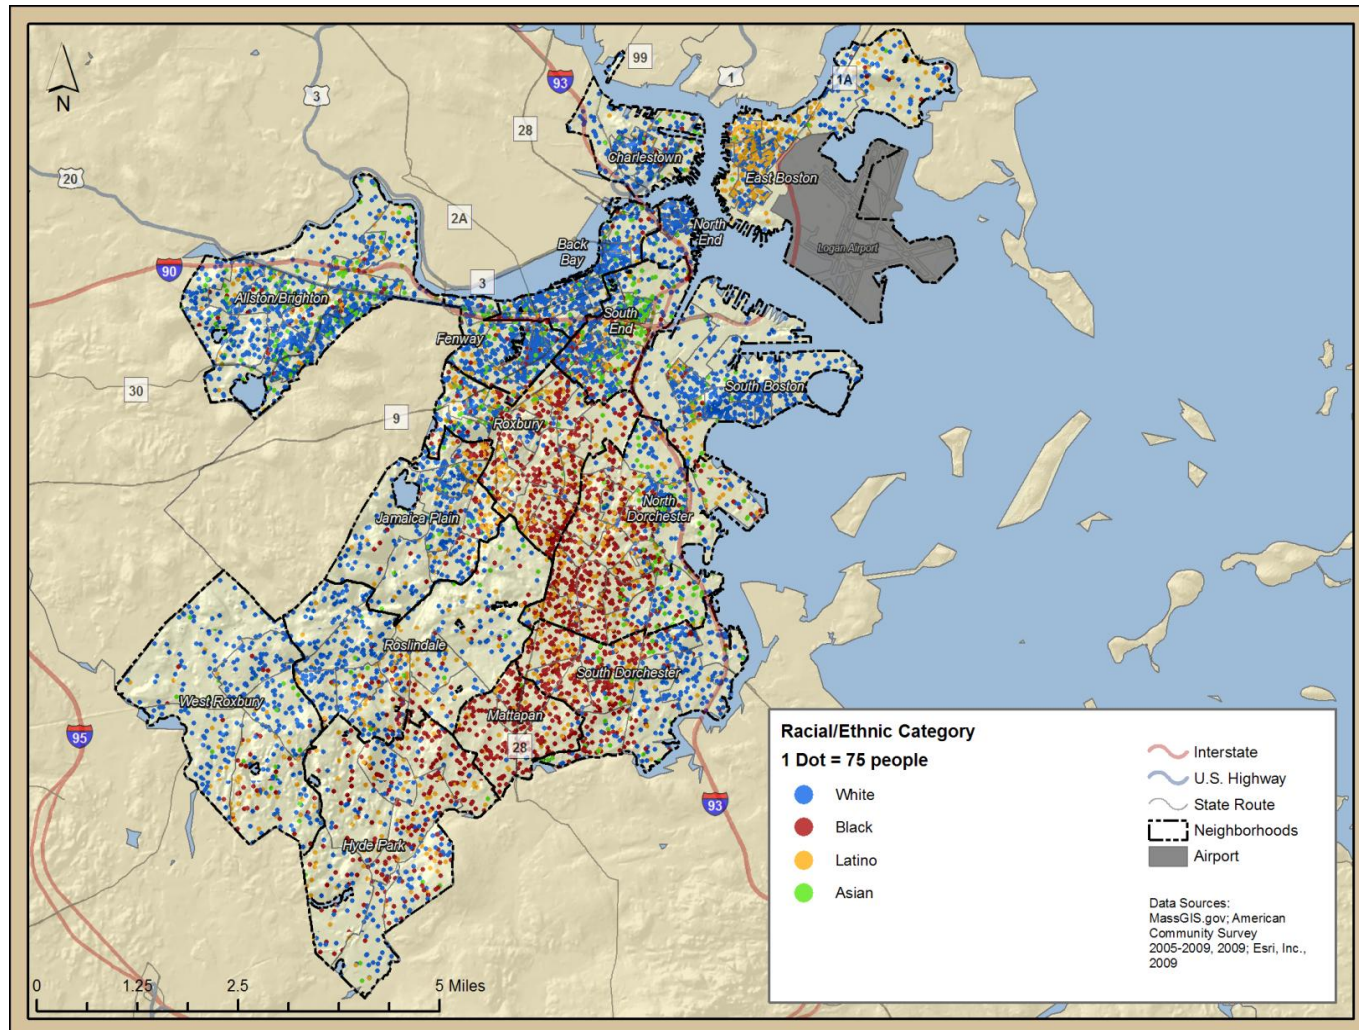 N
99
1
1A
93
3
28
20
2A
Charlestown
East Boston
North
End
Back
Bay
Logan Airport
90
3
Allston/Brighton
South
End
Fenway
30
9
South Boston
Roxbury
North
Dorchester
Jamaica Plain
Roslindale
South Dorchester
West Roxbury
Mattapan
28
95
3
93
Hyde Park
0
1.25
2.5
5 Miles
Racial/Ethnic Category
1 Dot = 75 people
White
Black
Latino
Asian
Interstate
U.S. Highway
State Route
Neighborhoods
Airport
Data Sources:
MassGIS.gov; American
Community Survey
2005-2009, 2009; Esri, Inc.,
2009